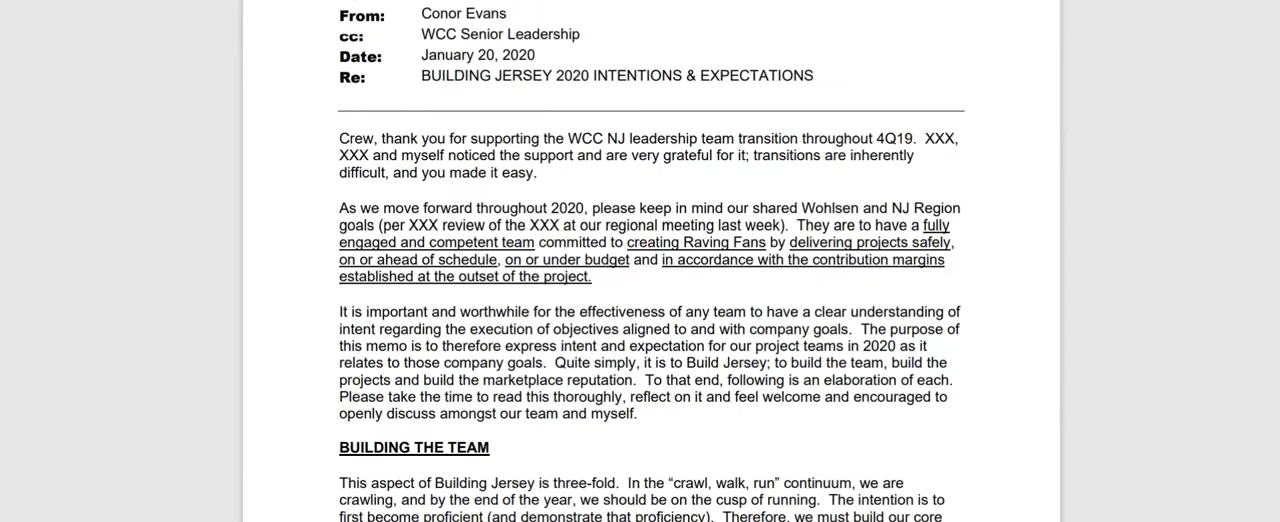 From: Conor Evans
cc: WCC Senior Leadership
Date: January 20, 2020
Re: BUILDING JERSEY 2020 INTENTIONS & EXPECTATIONS
Crew, thank you for supporting the WCC NJ leadership team transition throughout 4Q19.  XXX,
XXX and myself noticed the support and are very grateful for it; transitions are inherently
difficult, and you made it easy.
As we move forward throughout 2020, please keep in mind our shared Wohlsen and NJ Region
goals (per XXX review of the XXX at our regional meeting last week).  They are to have a fully
engaged and competent team committed to creating Raving Fans by delivering projects safely,
on or ahead of schedule, on or under budget and in accordance with the contribution margins
established at the outset of the project.
It is important and worthwhile for the effectiveness of any team to have a clear understanding of
intent regarding the execution of objectives aligned to and with company goals.  The purpose of
this memo is to therefore express intent and expectation for our project teams in 2020 as it
relates to those company goals.  Quite simply, it is to Build Jersey; to build the team, build the
projects and build the marketplace reputation.  To that end, following is an elaboration of each.
Please take the time to read this thoroughly, reflect on it and feel welcome and encouraged to
openly discuss amongst our team and myself.
BUILDING THE TEAM
This aspect of Building Jersey is three-fold.  In the “crawl, walk, run” continuum, we are
crawling, and by the end of the year, we should be on the cusp of running.  The intention is to
first become proficient (and demonstrate that proficiency).  Therefore, we must build our core